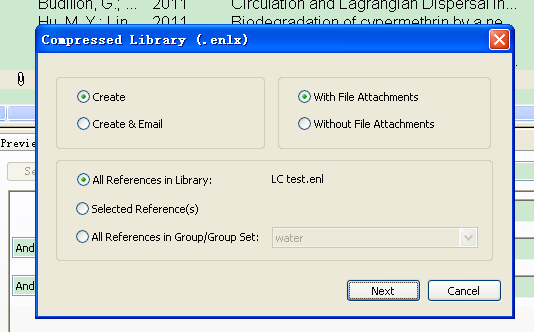 Budillon, G.; ... 2011 Circulation and Lagrangian Dispersal in...
Hu, M. Y.; Lin... 2011 Biodegradation of cypermethrin by a ne...
Compressed Library (.enlx)
Create
Create & Email
With File Attachments
Without File Attachments
Previe
Se
All References in Library: LC test.enl
Selected Reference(s)
All References in Group/Group Set: water
And
And
Next Cancel